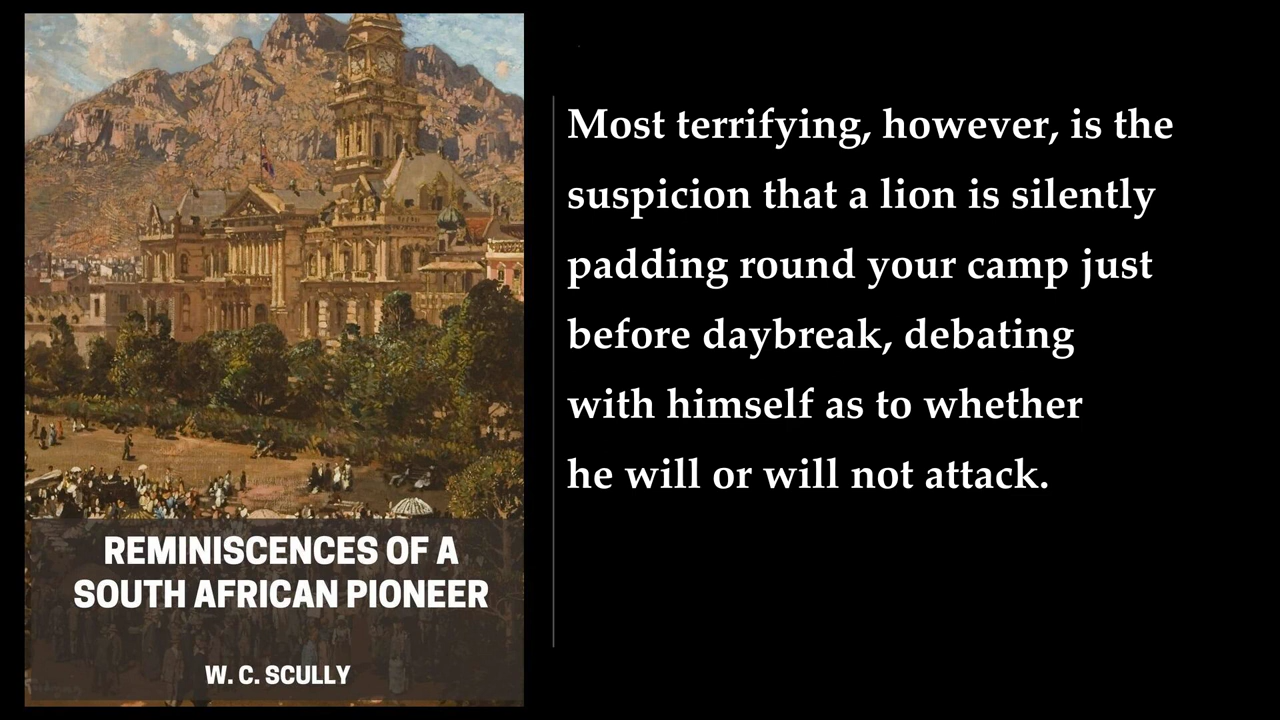 REMINISCENCES OF A
SOUTH AFRICAN PIONEER
W. C. SCULLY
Most terrifying, however, is the
suspicion that a lion is silently
padding round your camp just
before daybreak, debating
with himself as to whether
he will or will not attack.